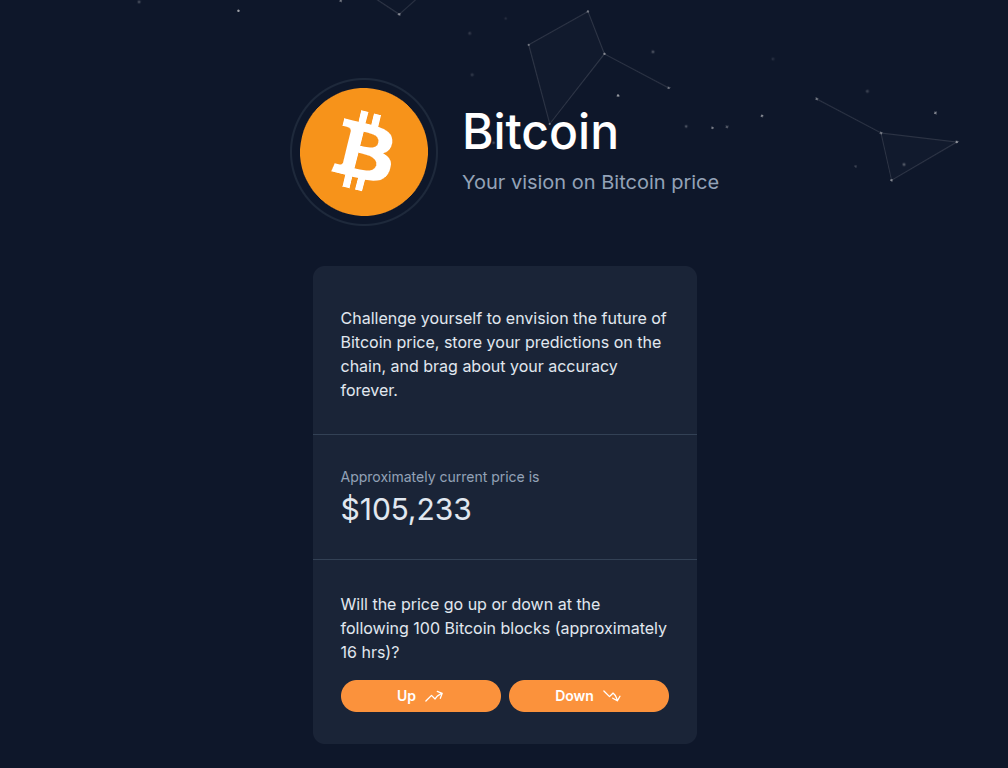 Bitcoin
Your vision on Bitcoin price
Challenge yourself to envision the future of
Bitcoin price, store your predictions on the
chain, and brag about your accuracy
forever.
Approximately current price is
$105,233
Will the price go up or down at the
following 100 Bitcoin blocks (approximately
16 hrs)?
Up
Down